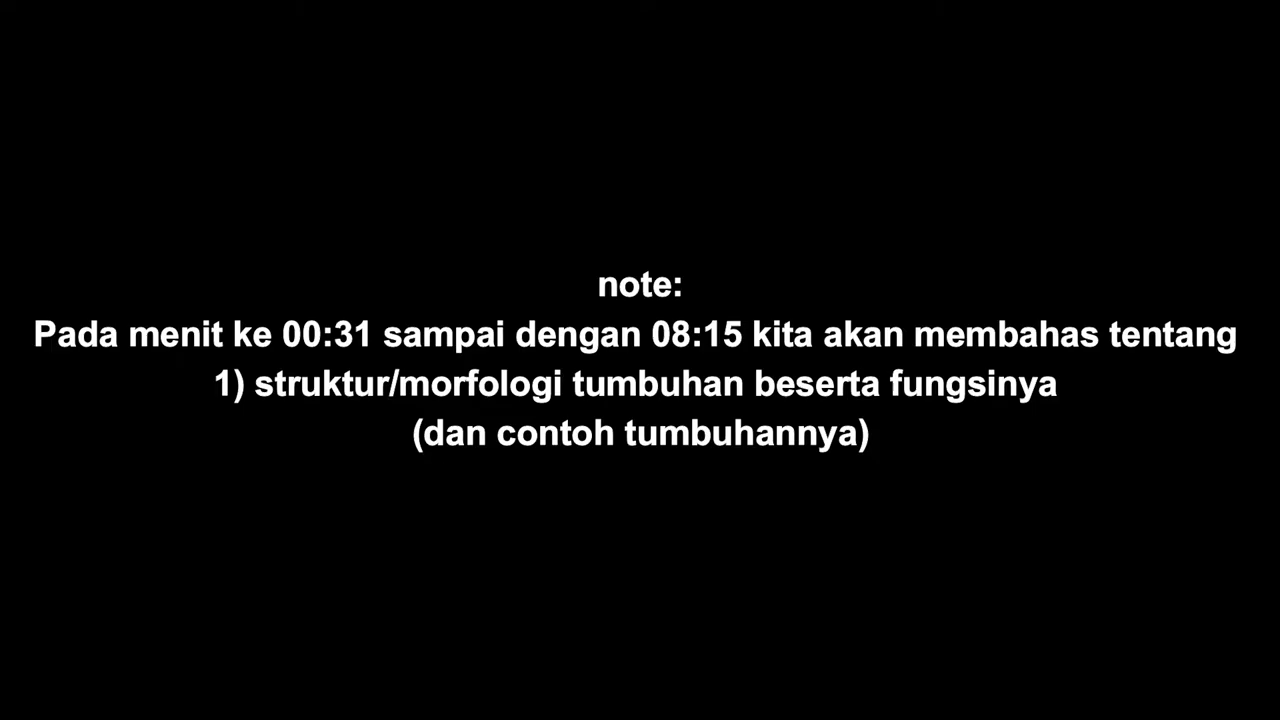 note:
Pada menit ke 00:31 sampai dengan 08:15 kita akan membahas tentang
1) struktur/morfologi tumbuhan beserta fungsinya
(dan contoh tumbuhannya)